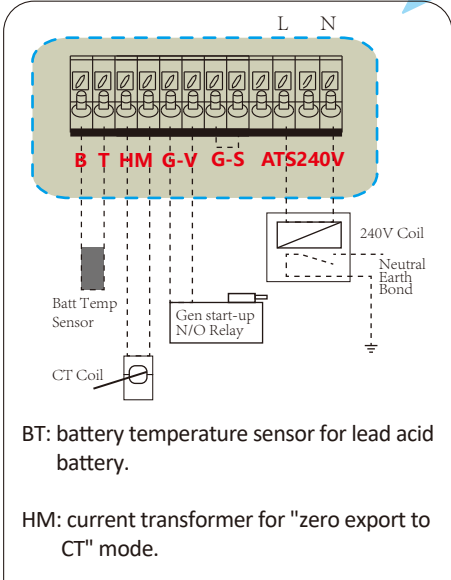 L N
B T HM G-V G-S ATS240V
240V Coil
Neutral
Earth
Bond
Batt Temp
Sensor
Gen start-up
N/O Relay
CT Coil
BT: battery temperature sensor for lead acid
battery.
HM: current transformer for "zero export to
CT" mode.